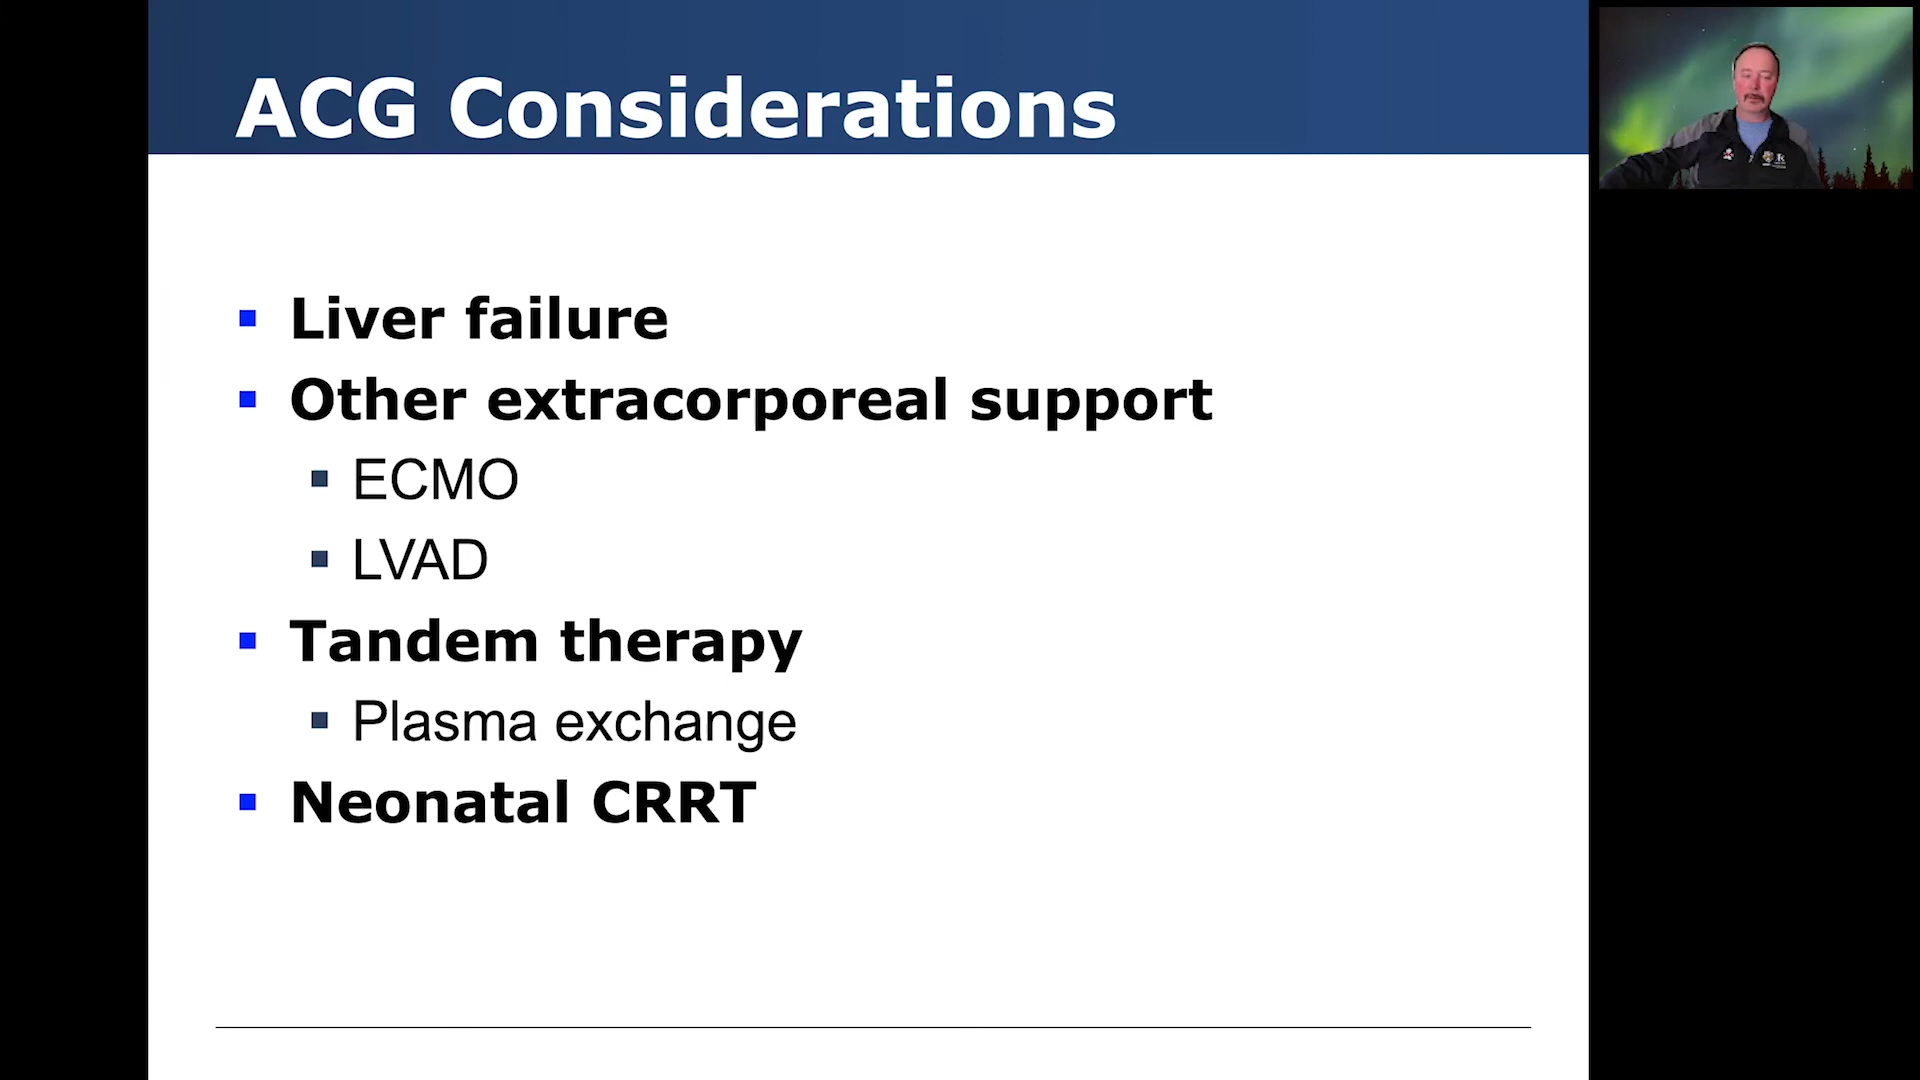 ACG Considerations
Liver failure
Other extracorporeal support
ECMO
LVAD
Tandem therapy
Plasma exchange
Neonatal CRRT